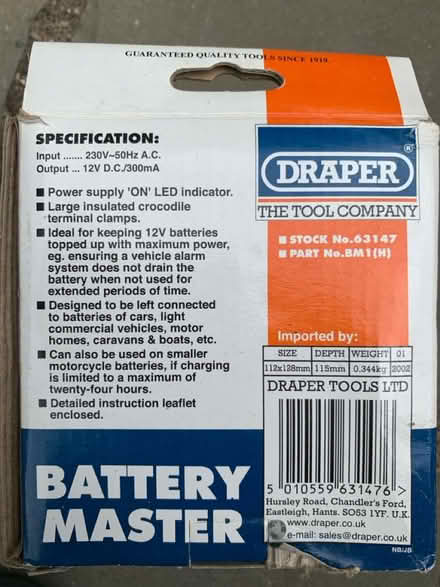 GUARANTEED QUALITY TOOLS SINCE 1919.
SPECIFICATION:
Input ....... 230V~50Hz A.C.
Output ... 12V D.C./300mA
■ Power supply 'ON' LED indicator.
■ Large insulated crocodile
terminal clamps.
■ Ideal for keeping 12V batteries
topped up with maximum power,
eg. ensuring a vehicle alarm
system does not drain the
battery when not used for
extended periods of time.
■ Designed to be left connected
to batteries of cars, light
commercial vehicles, motor
homes, caravans & boats, etc.
■ Can also be used on smaller
motorcycle batteries, if charging
is limited to a maximum of
twenty-four hours.
■ Detailed instruction leaflet
enclosed.
BATTERY
MASTER
DRAPER®
THE TOOL COMPANY
■ STOCK No.63147
■ PART No.BM1(H)
Imported by:
SIZE DEPTH WEIGHT 01
112x128mm 115mm 0.344kg 2002
DRAPER TOOLS LTD
5 010559 631476 >
Hursley Road, Chandler's Ford,
Eastleigh, Hants. SO53 1YF. U.K.
www.draper.co.uk
e-mail: sales@draper.co.uk
NB/JB